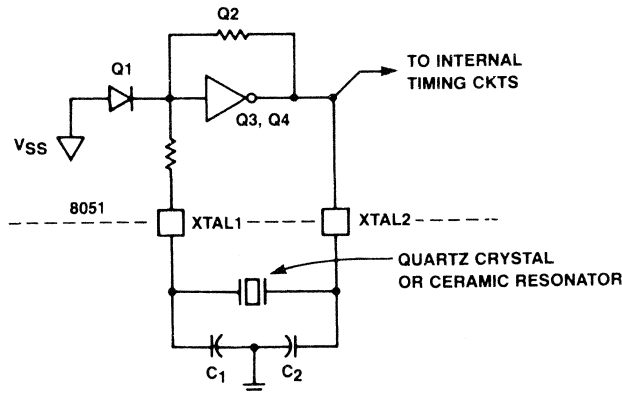 Q2
TO INTERNAL
TIMING CKTS
Q1
Q3, Q4
VSS
8051
XTAL1
XTAL2
QUARTZ CRYSTAL
OR CERAMIC RESONATOR
C1
C2